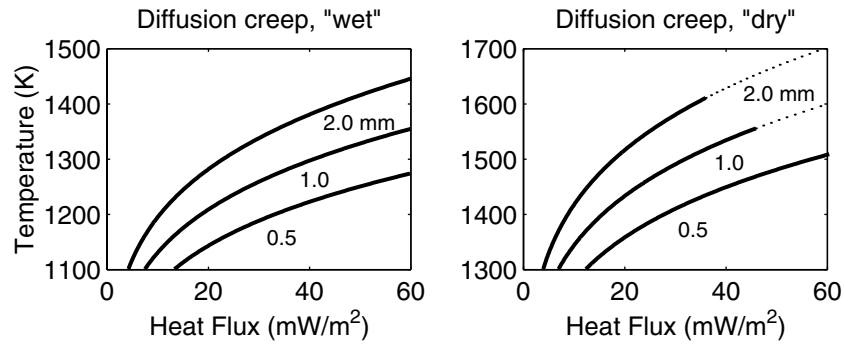 Diffusion creep, "wet"
Temperature (K)
1500
1400
1300
1200
1100
2.0 mm
1.0
0.5
0 20 40 60
Heat Flux (mW/m²)
Diffusion creep, "dry"
1700
1600
1500
1400
1300
2.0 mm
1.0
0.5
0 20 40 60
Heat Flux (mW/m²)